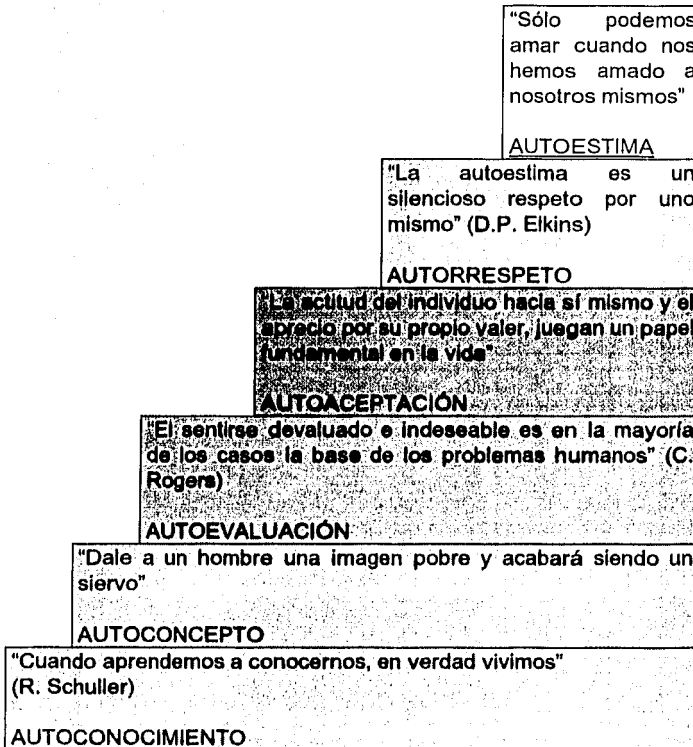 "Sólo podemos
amar cuando nos
hemos amado a
nosotros mismos"
AUTOESTIMA
"La autoestima es un
silencioso respeto por uno
mismo" (D.P. Elkins)
AUTORRESPETO
"La actitud del individuo hacia sí mismo y el
aprecio por su propio valer, juegan un papel
fundamental en la vida"
AUTOACEPTACIÓN
"El sentirse devaluado e indeseable es en la mayoría
de los casos la base de los problemas humanos" (C.
Rogers)
AUTOEVALUACIÓN
"Dale a un hombre una imagen pobre y acabará siendo un
siervo"
AUTOCONCEPTO
"Cuando aprendemos a conocernos, en verdad vivimos"
(R. Schuller)
AUTOCONOCIMIENTO